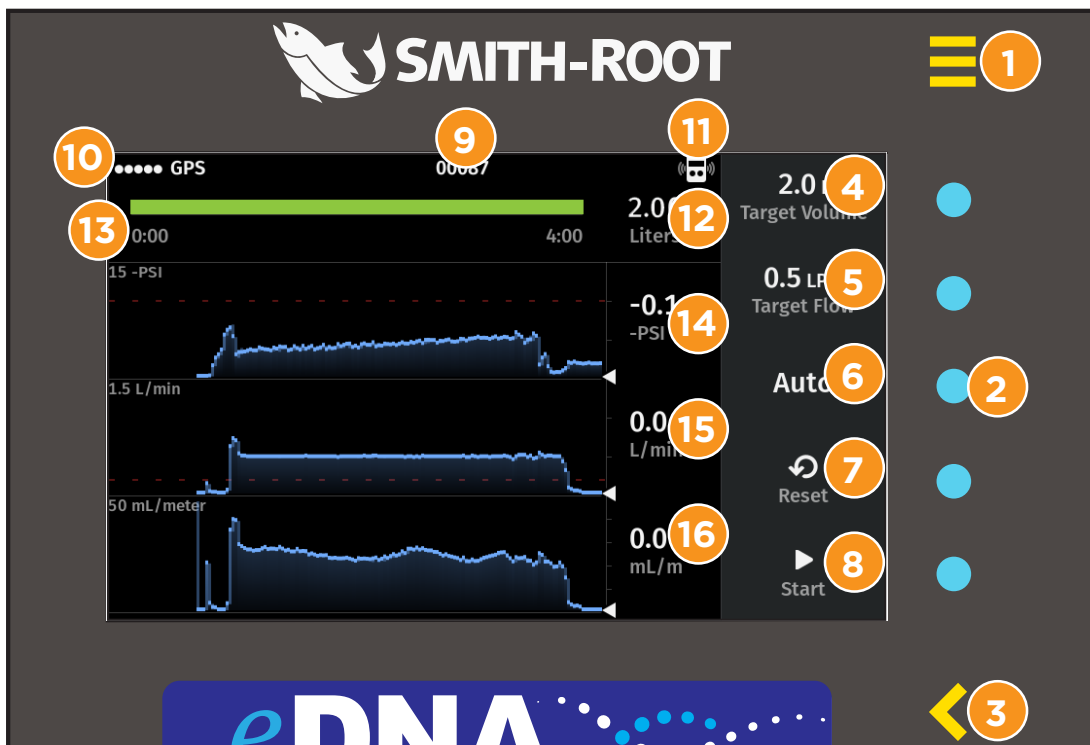 SMITH-ROOT
1
9
10
11
GPS
00087
2.0
4
Target Volume
12
13
0:00
4:00
2.0
Liters
15 -PSI
0.5
5
Target Flow
-0.1
14
-PSI
Auto
6
2
1.5 L/min
0.0
15
L/min
7
Reset
50 mL/meter
0.0
16
mL/m
8
Start
3
eDNA